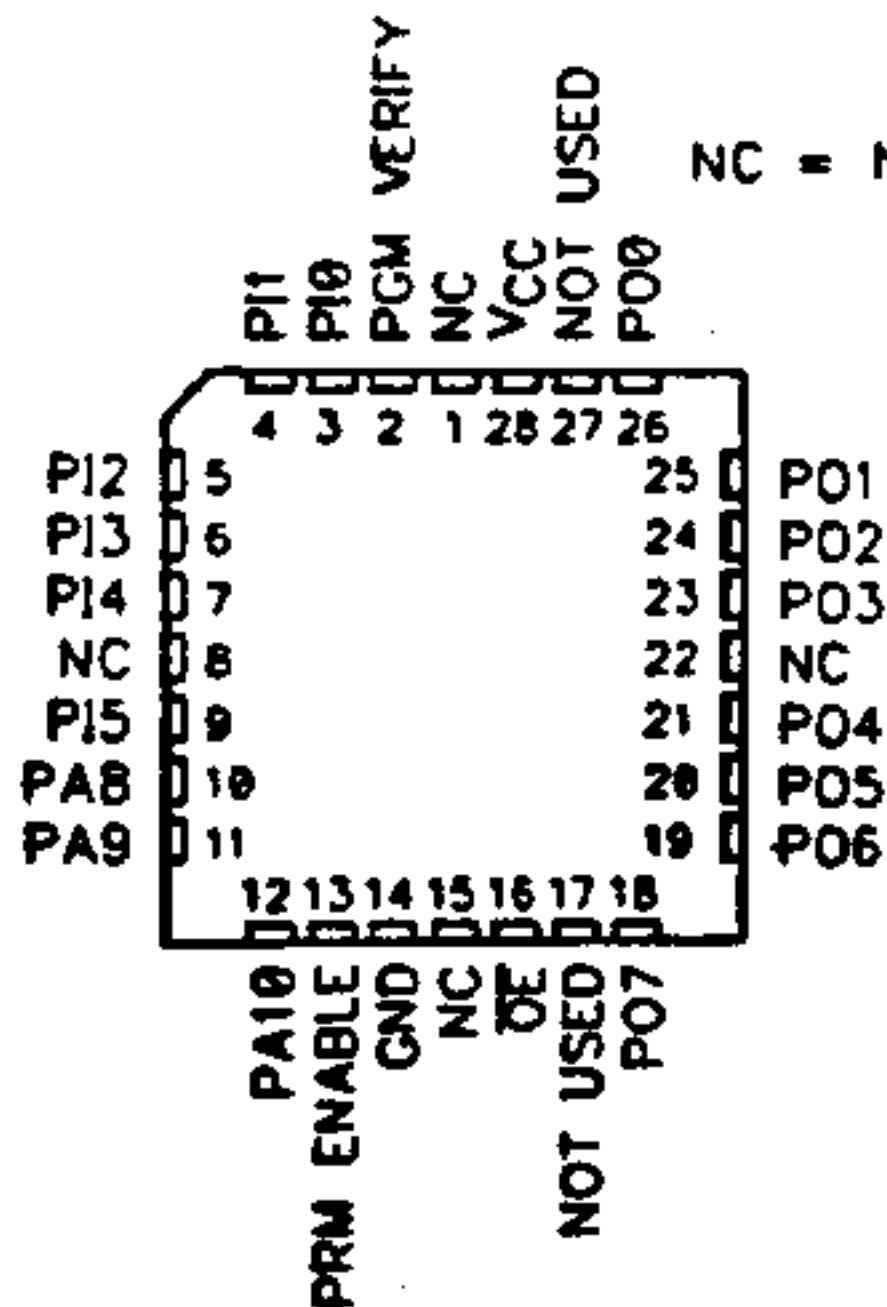 NC =
PI1 PI0 PGM VERIFY NC VCC NOT USED PO0
4 3 2 1 28 27 26
PI2 5 25 PO1
PI3 6 24 PO2
PI4 7 23 PO3
NC 8 22 NC
PI5 9 21 PO4
PA8 10 20 PO5
PA9 11 19 PO6
12 13 14 15 16 17 18
PA10 PRM ENABLE GND NC O̅E̅ NOT USED PO7